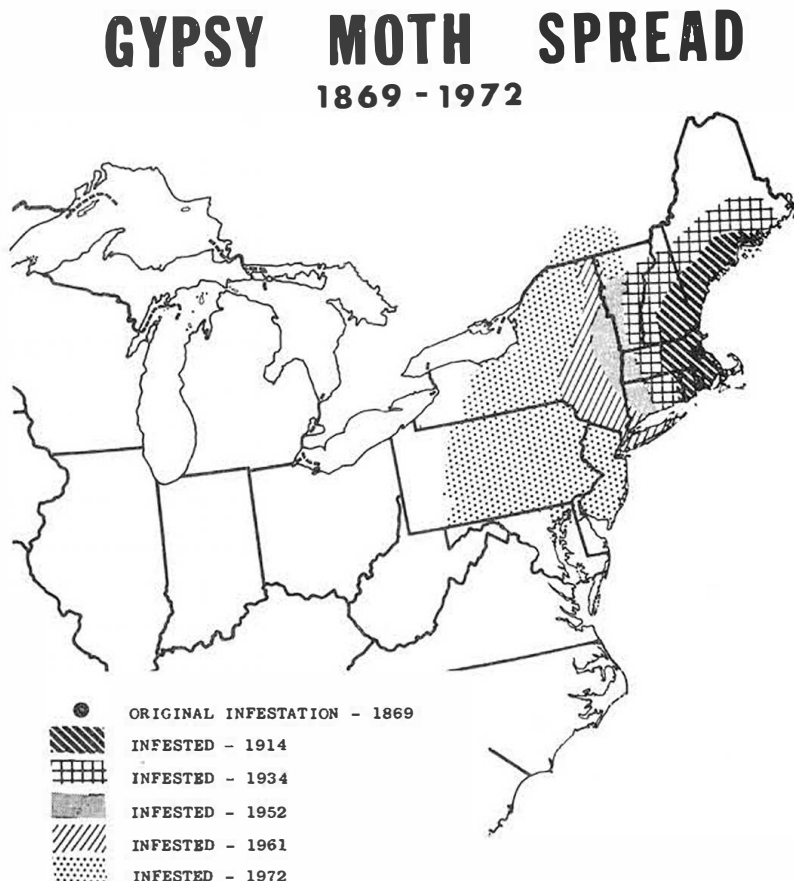 GYPSY MOTH SPREAD
1869 - 1972
ORIGINAL INFESTATION - 1869
INFESTED - 1914
INFESTED - 1934
INFESTED - 1952
INFESTED - 1961
INFESTED - 1972